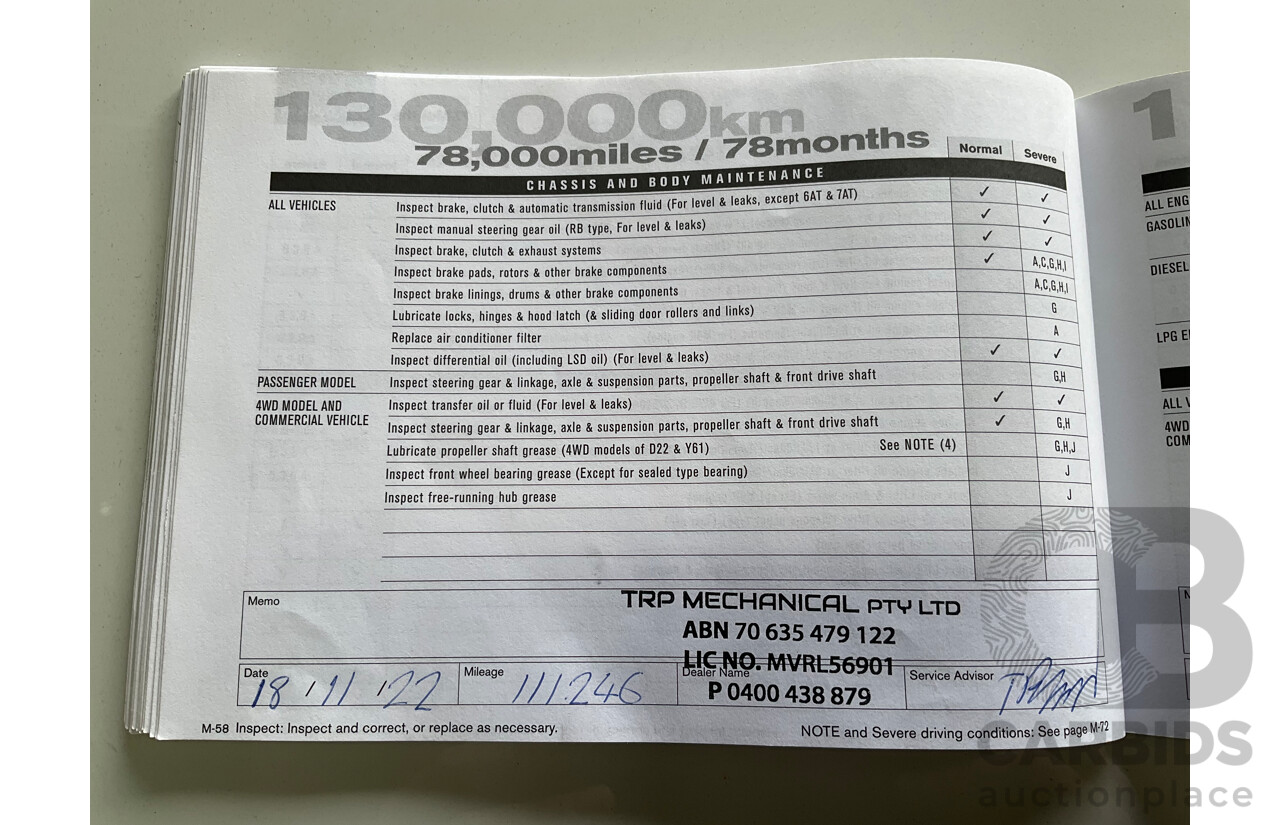 130,000km
78,000miles / 78months
Normal Severe
CHASSIS AND BODY MAINTENANCE
ALL VEHICLES Inspect brake, clutch & automatic transmission fluid (For level & leaks, except 6AT & 7AT) ✓ ✓
Inspect manual steering gear oil (RB type, For level & leaks) ✓ ✓
Inspect brake, clutch & exhaust systems ✓ ✓
Inspect brake pads, rotors & other brake components ✓ A,C,G,H,I
Inspect brake linings, drums & other brake components A,C,G,H,I
Lubricate locks, hinges & hood latch (& sliding door rollers and links) G
Replace air conditioner filter A
Inspect differential oil (including LSD oil) (For level & leaks) ✓ ✓
PASSENGER MODEL Inspect steering gear & linkage, axle & suspension parts, propeller shaft & front drive shaft G,H
4WD MODEL AND Inspect transfer oil or fluid (For level & leaks) ✓ ✓
COMMERCIAL VEHICLE Inspect steering gear & linkage, axle & suspension parts, propeller shaft & front drive shaft ✓ G,H
Lubricate propeller shaft grease (4WD models of D22 & Y61) See NOTE (4) G,H,J
Inspect front wheel bearing grease (Except for sealed type bearing) J
Inspect free-running hub grease J
Memo
TRP MECHANICAL PTY LTD
ABN 70 635 479 122
LIC NO. MVRL56901
P 0400 438 879
Date 18 / 11 / 22 Mileage 111246 Dealer Name Service Advisor
M-58 Inspect: Inspect and correct, or replace as necessary. NOTE and Severe driving conditions: See page M-72
1
ALL ENG
GASOLIN
DIESEL
LPG E
ALL
4WD
COM
CARBIDS
auctionplace